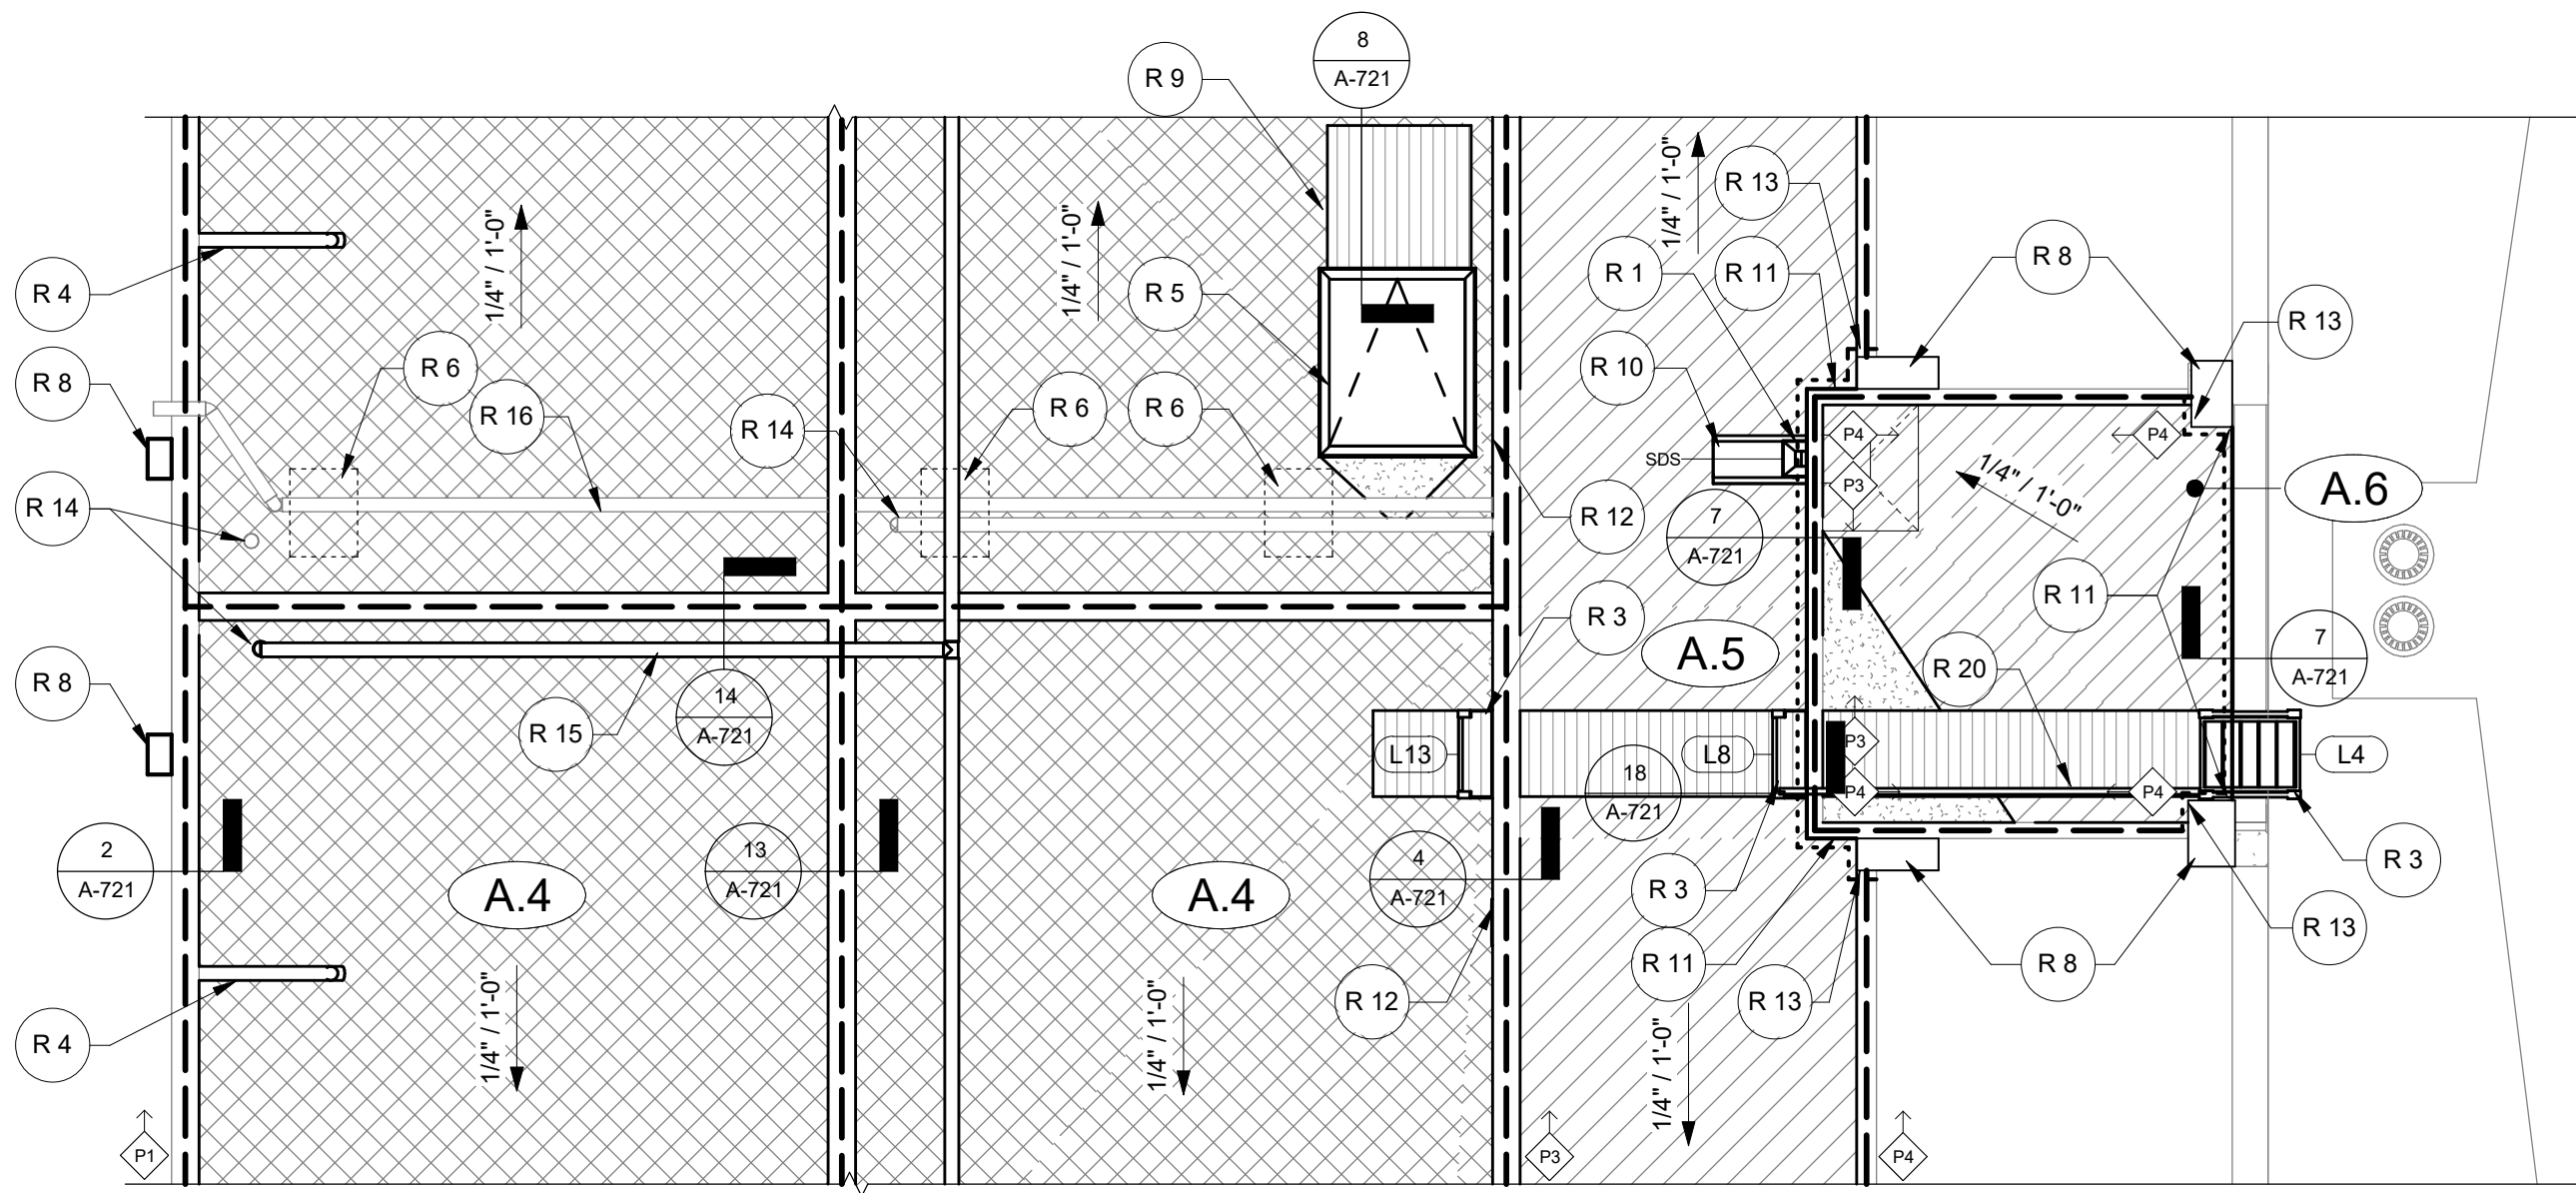 8
A-721
R 9
R 13
1/4" / 1'-0"
1/4" / 1'-0"
1/4" / 1'-0"
R 4
R 5
R 1
R 11
R 8
R 13
R 8
R 6
R 16
R 14
R 6
R 6
R 10
P4
P4
SDS
P3
1/4" / 1'-0"
A.6
R 14
R 12
7
A-721
R 11
R 3
A.5
R 20
7
A-721
R 8
R 15
14
A-721
L13
L8
P3
L4
18
A-721
P4
P4
2
A-721
A.4
13
A-721
A.4
4
A-721
R 3
R 3
R 13
R 11
R 8
R 4
1/4" / 1'-0"
1/4" / 1'-0"
R 12
1/4" / 1'-0"
R 13
P1
P3
P4